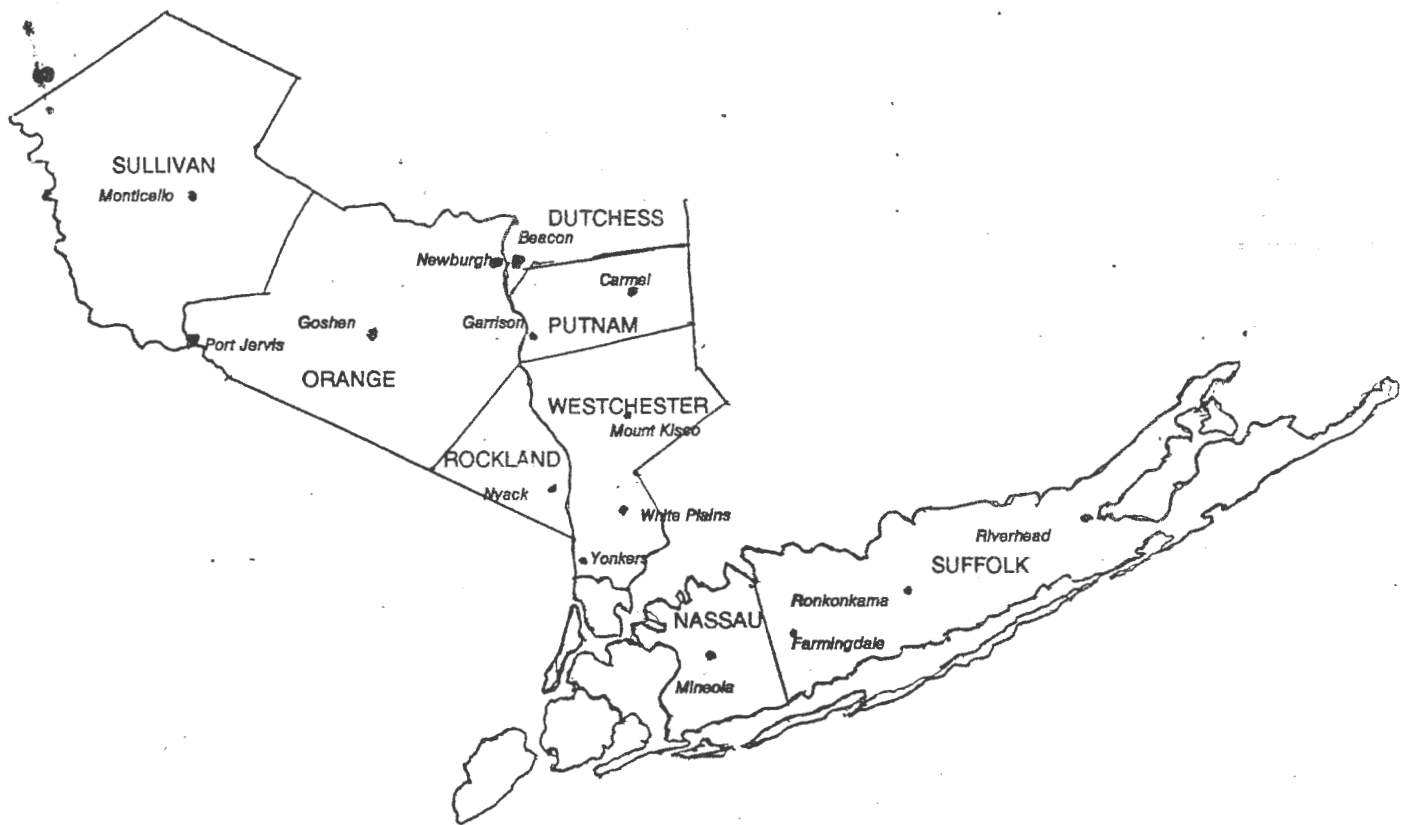 SULLIVAN
Monticello
DUTCHESS
Beacon
Newburgh
Carmel
Goshen
Garrison
PUTNAM
Port Jervis
ORANGE
WESTCHESTER
Mount Kisco
ROCKLAND
Nyack
White Plains
Riverhead
Yonkers
SUFFOLK
Ronkonkama
NASSAU
Farmingdale
Mineola